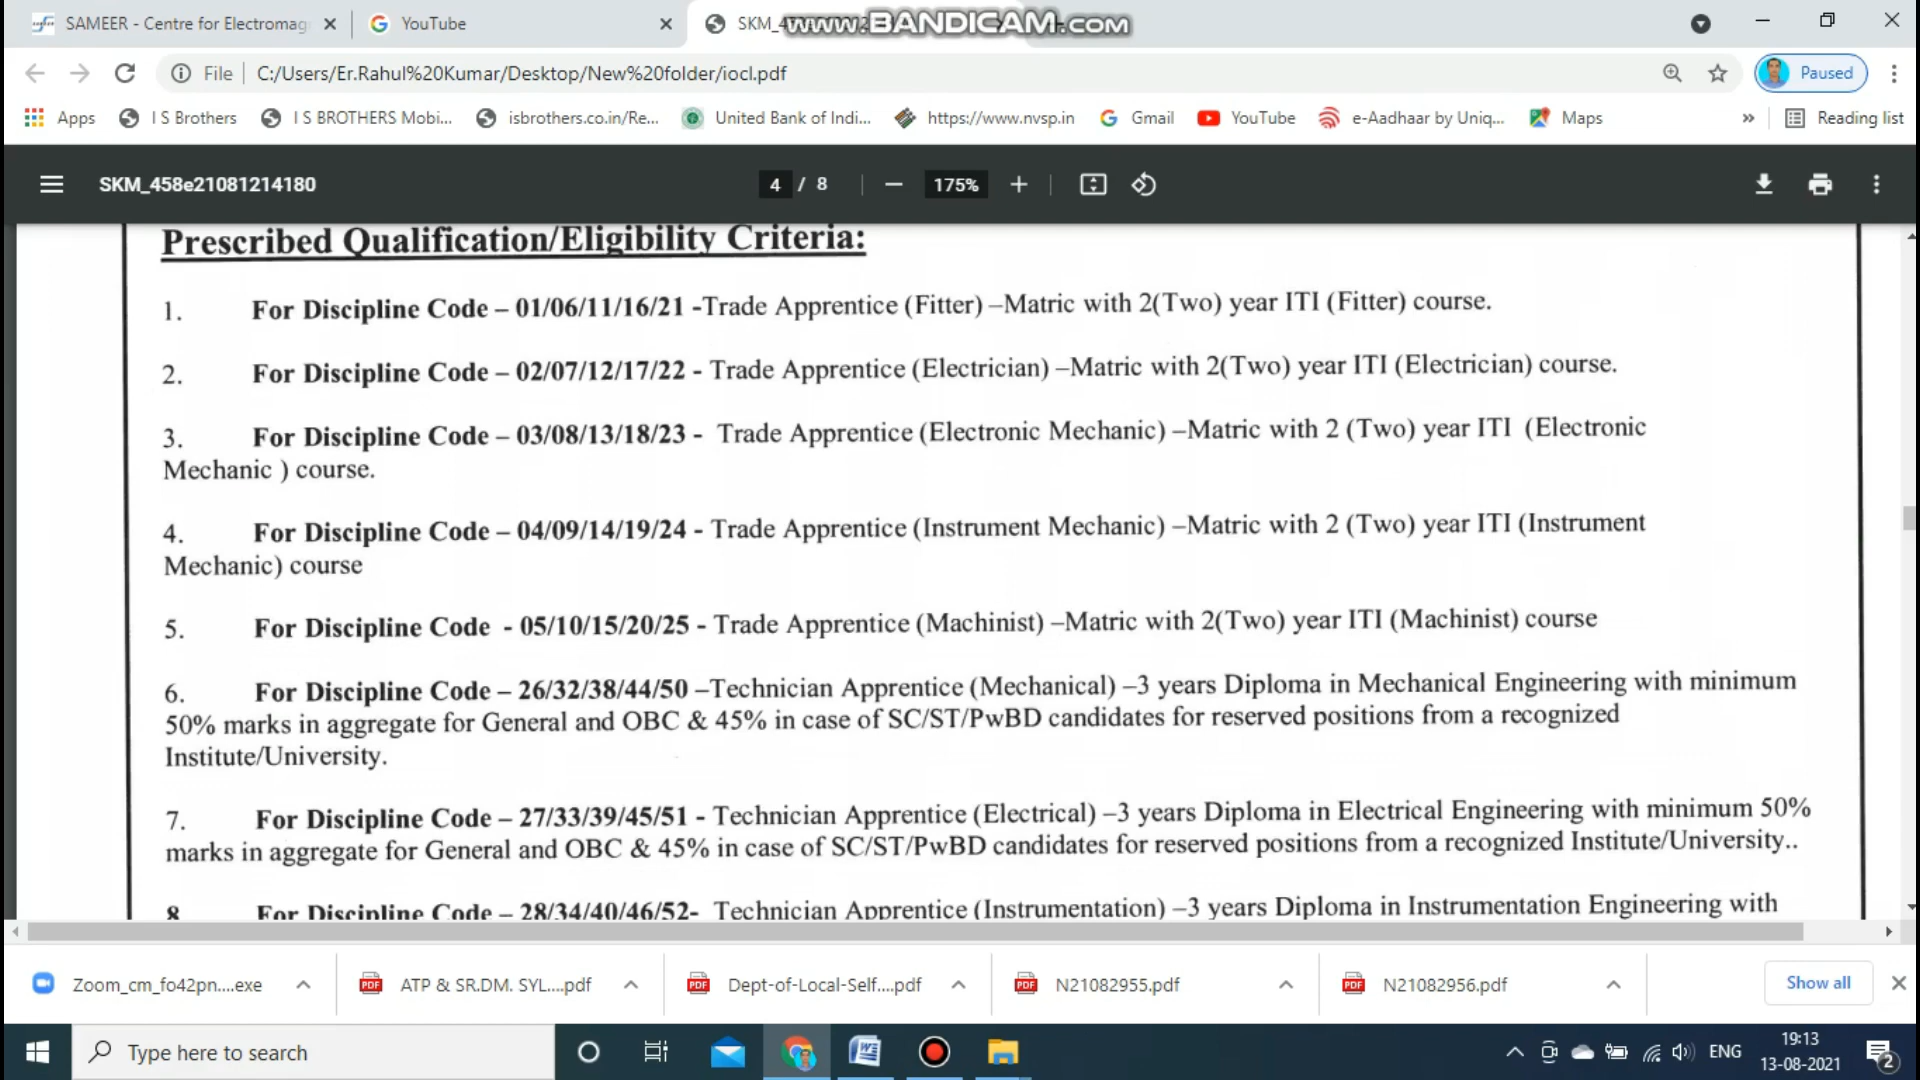 SAMEER - Centre for Electromag
YouTube
SKM_4
www.BANDICAM.com
File
C:/Users/Er.Rahul%20Kumar/Desktop/New%20folder/iocl.pdf
Paused
Apps
I S Brothers
I S BROTHERS Mobi...
isbrothers.co.in/Re...
United Bank of Indi...
https://www.nvsp.in
Gmail
YouTube
e-Aadhaar by Uniq...
Maps
»
Reading list
SKM_458e21081214180
4 / 8
175%
Prescribed Qualification/Eligibility Criteria:
1. For Discipline Code – 01/06/11/16/21 -Trade Apprentice (Fitter) –Matric with 2(Two) year ITI (Fitter) course.
2. For Discipline Code – 02/07/12/17/22 - Trade Apprentice (Electrician) –Matric with 2(Two) year ITI (Electrician) course.
3. For Discipline Code – 03/08/13/18/23 - Trade Apprentice (Electronic Mechanic) –Matric with 2 (Two) year ITI (Electronic
Mechanic ) course.
4. For Discipline Code – 04/09/14/19/24 - Trade Apprentice (Instrument Mechanic) –Matric with 2 (Two) year ITI (Instrument
Mechanic) course
5. For Discipline Code - 05/10/15/20/25 - Trade Apprentice (Machinist) –Matric with 2(Two) year ITI (Machinist) course
6. For Discipline Code – 26/32/38/44/50 –Technician Apprentice (Mechanical) –3 years Diploma in Mechanical Engineering with minimum
50% marks in aggregate for General and OBC & 45% in case of SC/ST/PwBD candidates for reserved positions from a recognized
Institute/University.
7. For Discipline Code – 27/33/39/45/51 - Technician Apprentice (Electrical) –3 years Diploma in Electrical Engineering with minimum 50%
marks in aggregate for General and OBC & 45% in case of SC/ST/PwBD candidates for reserved positions from a recognized Institute/University..
8 For Discipline Code – 28/34/40/46/52- Technician Apprentice (Instrumentation) –3 years Diploma in Instrumentation Engineering with
Zoom_cm_fo42pn....exe
ATP & SR.DM. SYL....pdf
Dept-of-Local-Self....pdf
N21082955.pdf
N21082956.pdf
Show all
Type here to search
ENG
19:13
13-08-2021
2